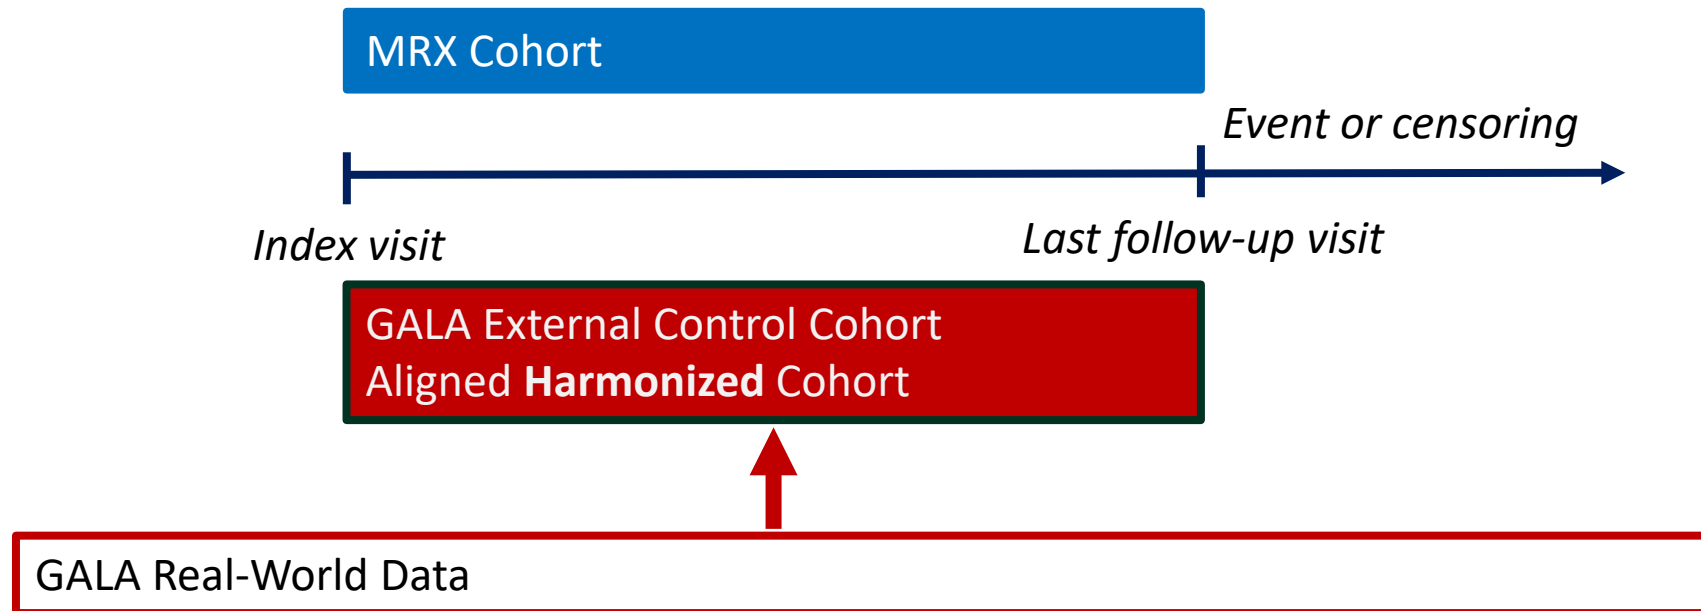 MRX Cohort
Event or censoring
Index visit
Last follow-up visit
GALA External Control Cohort
Aligned Harmonized Cohort
GALA Real-World Data